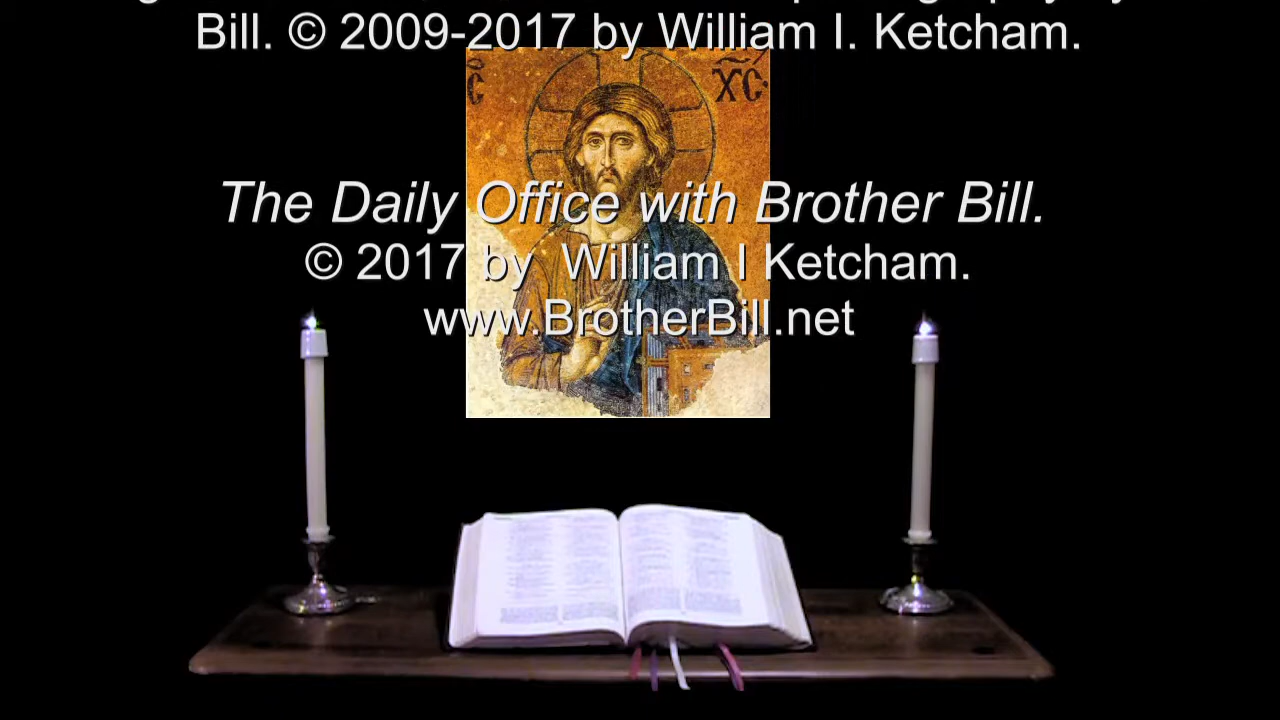 Bill. © 2009-2017 by William I. Ketcham.
XC
The Daily Office with Brother Bill.
© 2017 by William I Ketcham.
www.BrotherBill.net